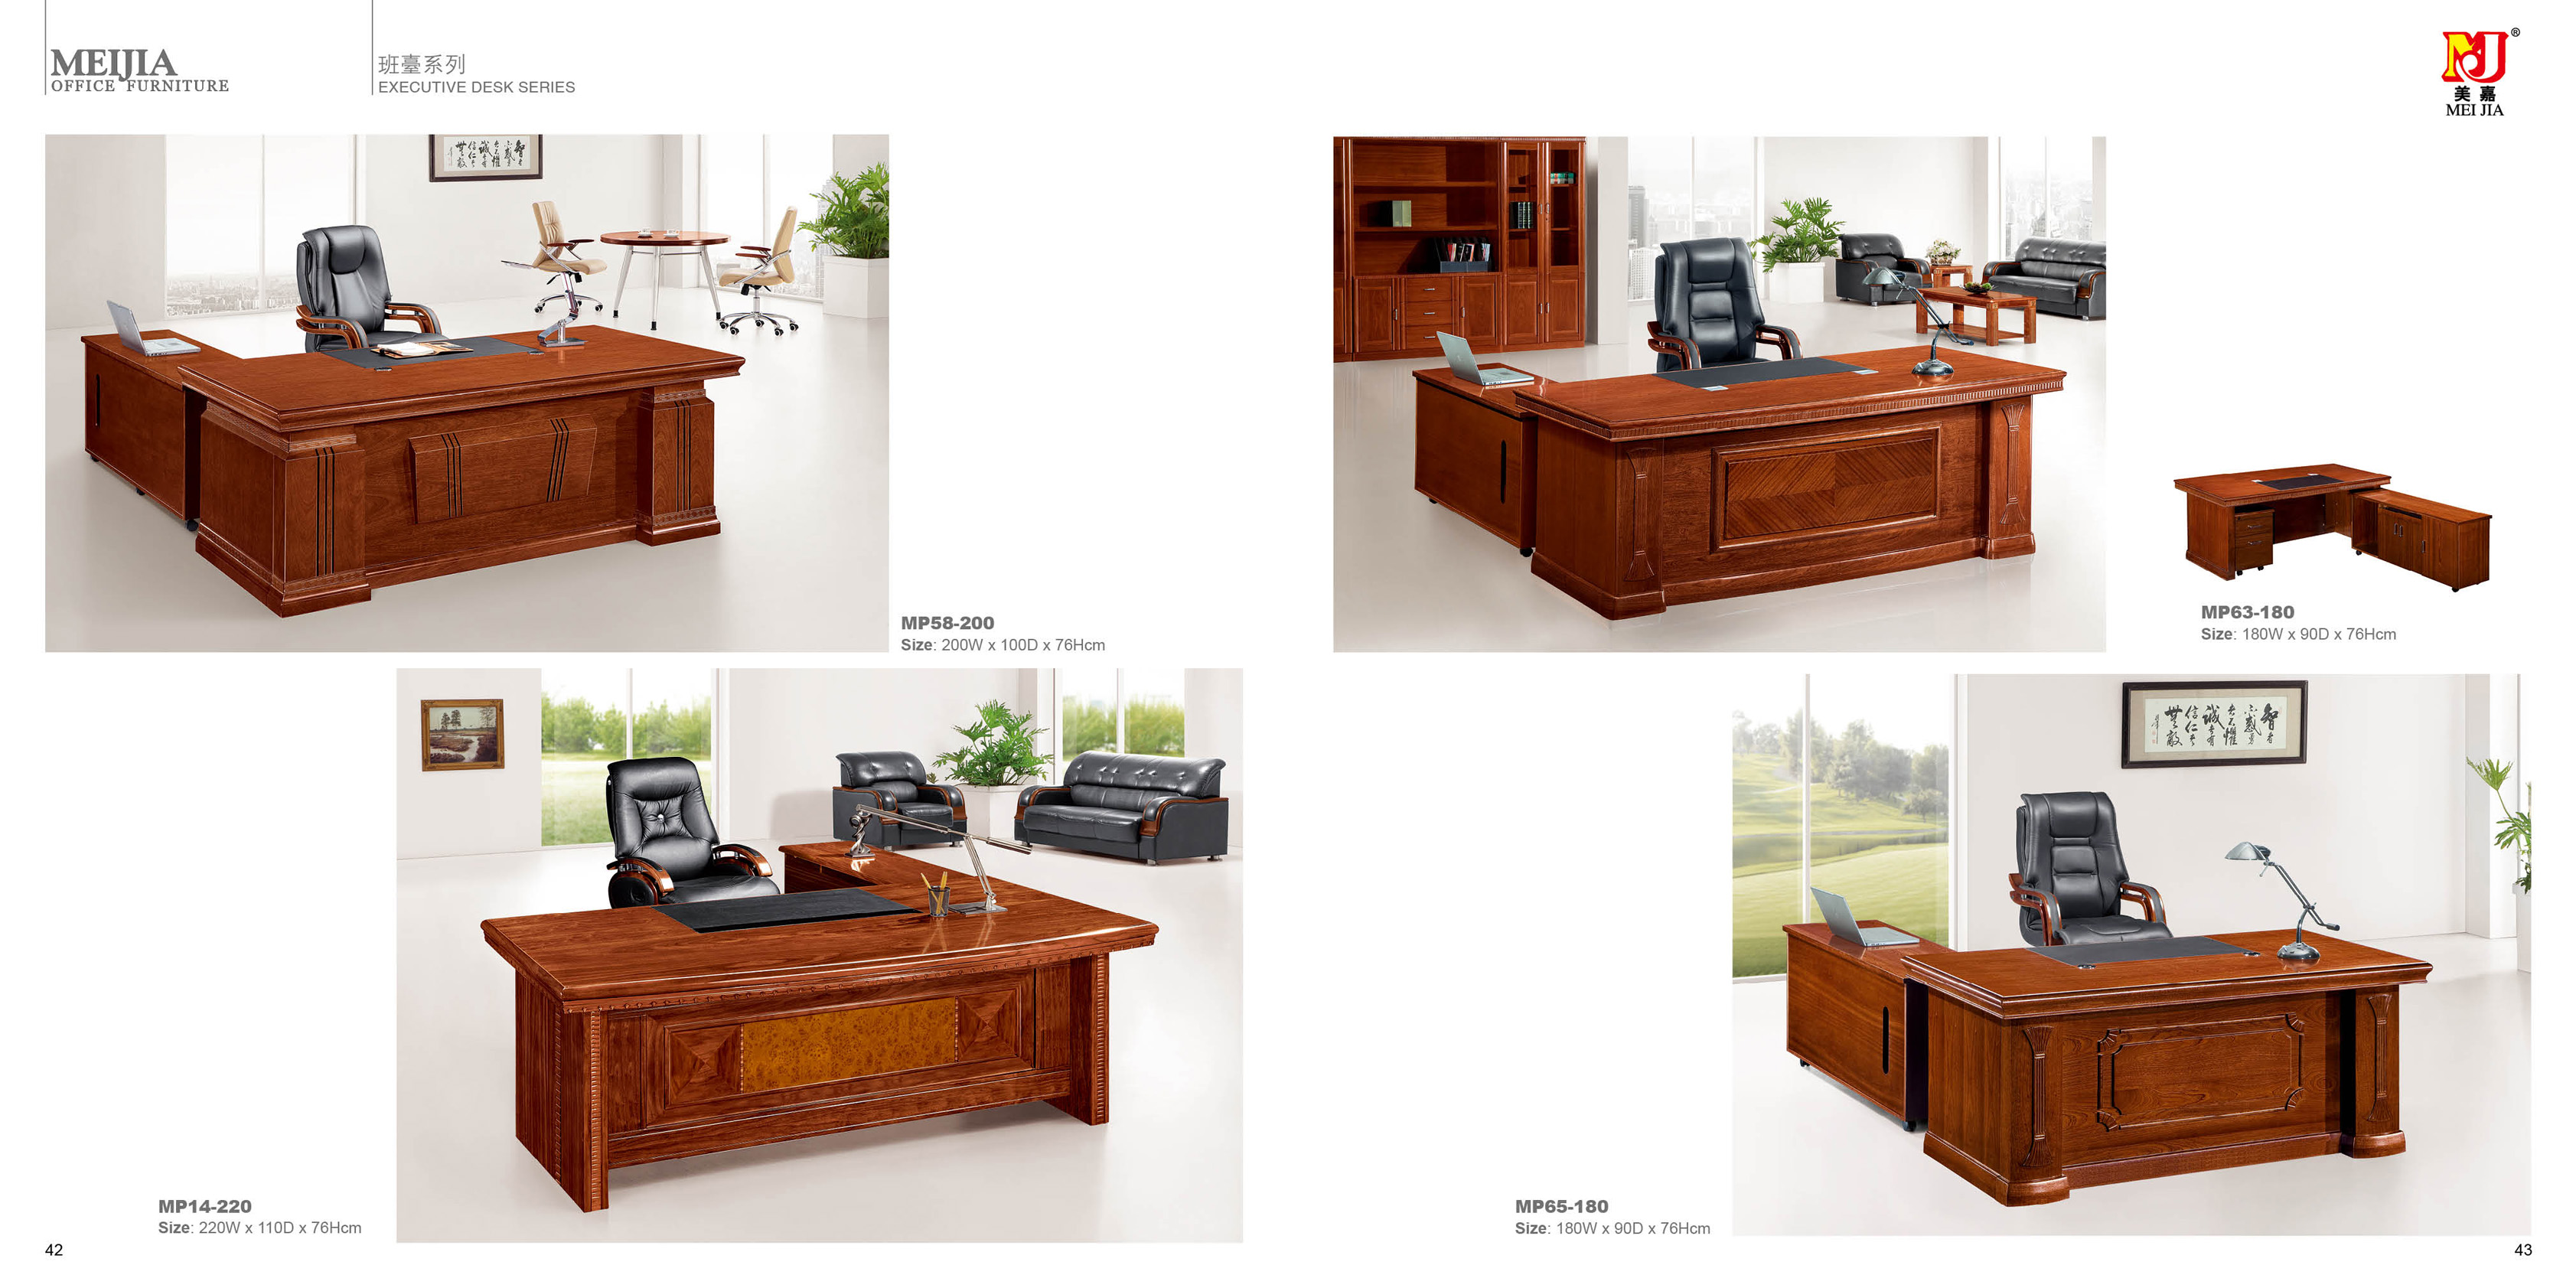 MEIJIA
OFFICE FURNITURE
班臺系列
EXECUTIVE DESK SERIES
MJ®
美嘉
MEI JIA
MP58-200
Size: 200W x 100D x 76Hcm
MP63-180
Size: 180W x 90D x 76Hcm
MP14-220
Size: 220W x 110D x 76Hcm
MP65-180
Size: 180W x 90D x 76Hcm
42
43